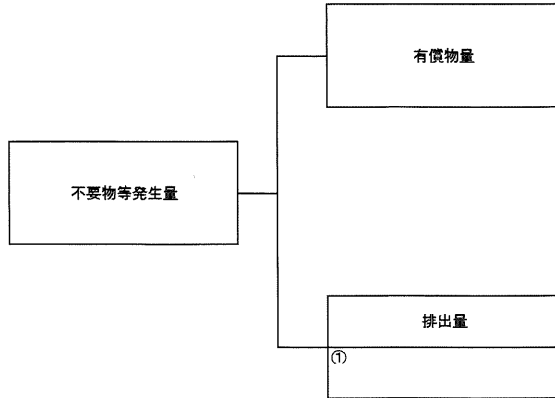 有償物量
不要物等発生量
排出量
①